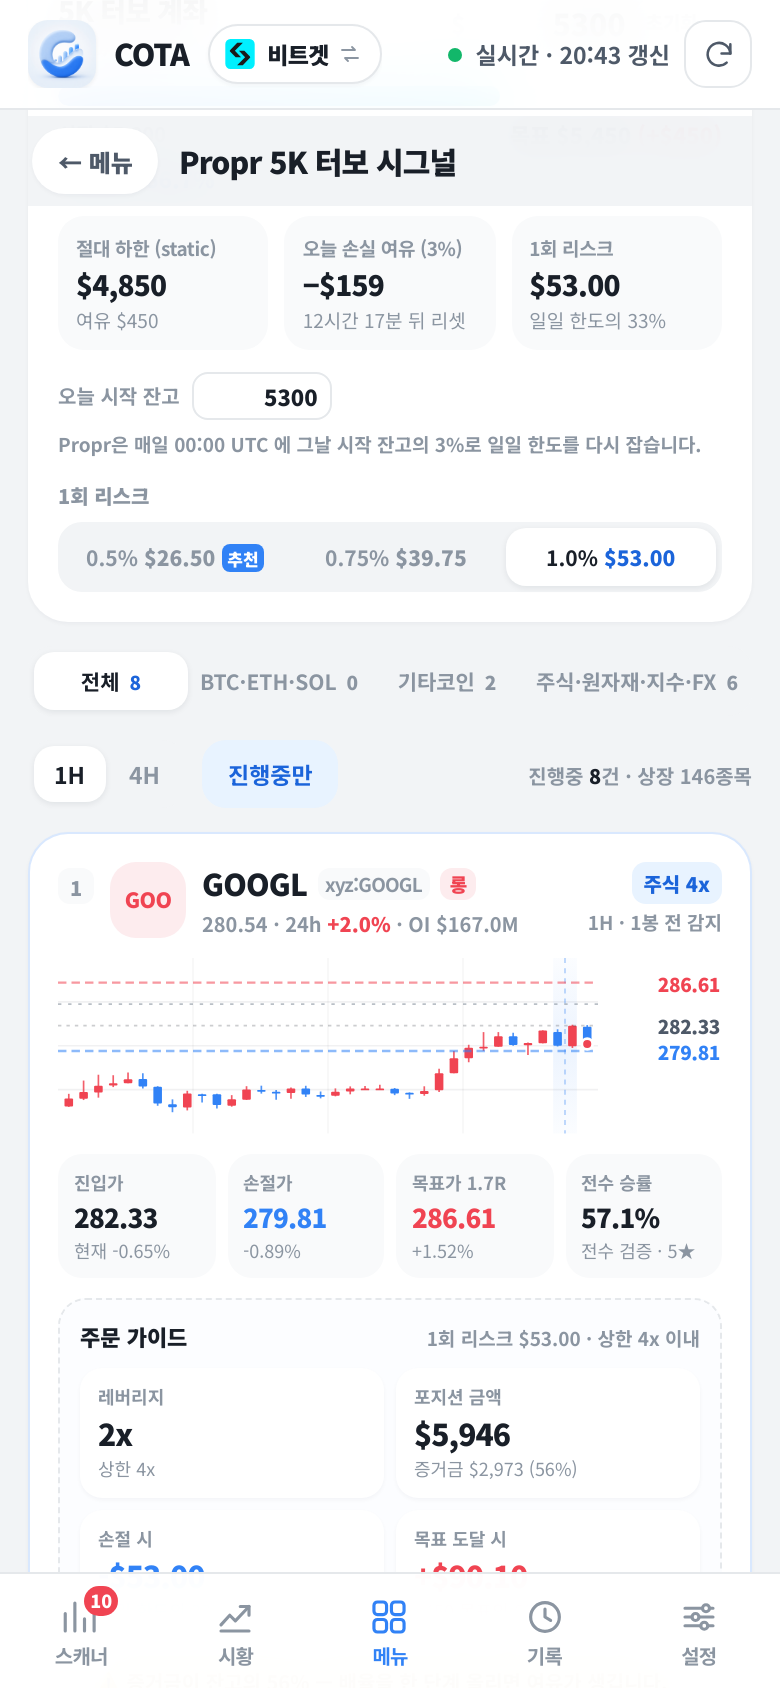 COTA 비트겟 실시간 · 20:43 갱신
← 메뉴 Propr 5K 터보 시그널
절대 하한 (static) 오늘 손실 여유 (3%) 1회 리스크
$4,850 −$159 $53.00
여유 $450 12시간 17분 뒤 리셋 일일 한도의 33%
오늘 시작 잔고 5300
Propr은 매일 00:00 UTC 에 그날 시작 잔고의 3%로 일일 한도를 다시 잡습니다.
1회 리스크
0.5% $26.50 추천 0.75% $39.75 1.0% $53.00
전체 8 BTC·ETH·SOL 0 기타코인 2 주식·원자재·지수·FX 6
1H 4H 진행중만 진행중 8건 · 상장 146종목
1 GOO GOOGL xyz:GOOGL 롱 주식 4x
280.54 · 24h +2.0% · OI $167.0M 1H · 1봉 전 감지
286.61
282.33
279.81
진입가 손절가 목표가 1.7R 전수 승률
282.33 279.81 286.61 57.1%
현재 -0.65% -0.89% +1.52% 전수 검증 · 5★
주문 가이드 1회 리스크 $53.00 · 상한 4x 이내
레버리지 포지션 금액
2x $5,946
상한 4x 증거금 $2,973 (56%)
손절 시 목표 도달 시
10
스캐너 시황 메뉴 기록 설정